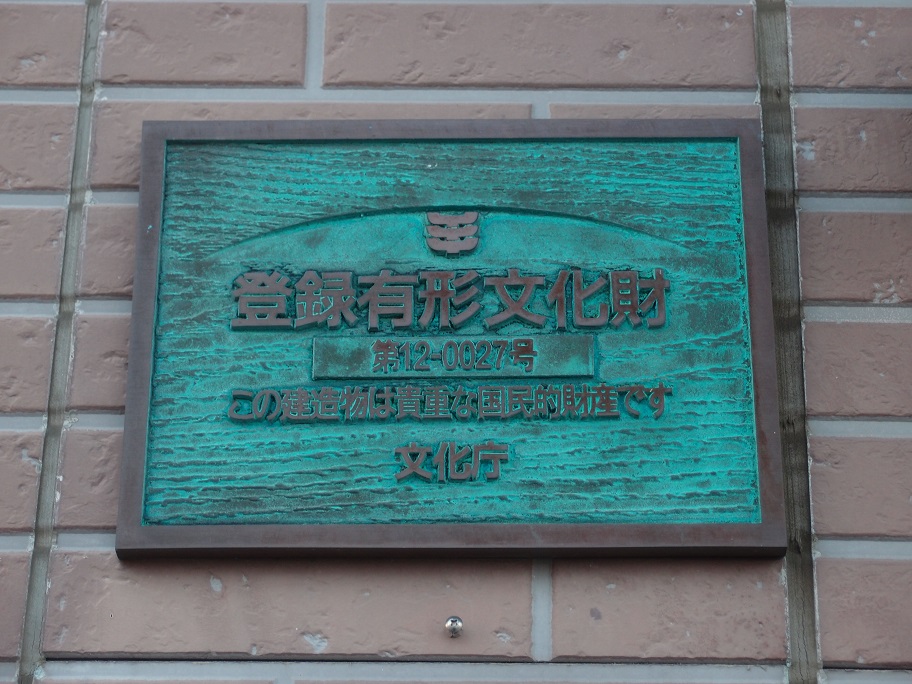 登録有形文化財
第12-0027号
この建造物は貴重な国民的財産です
文化庁